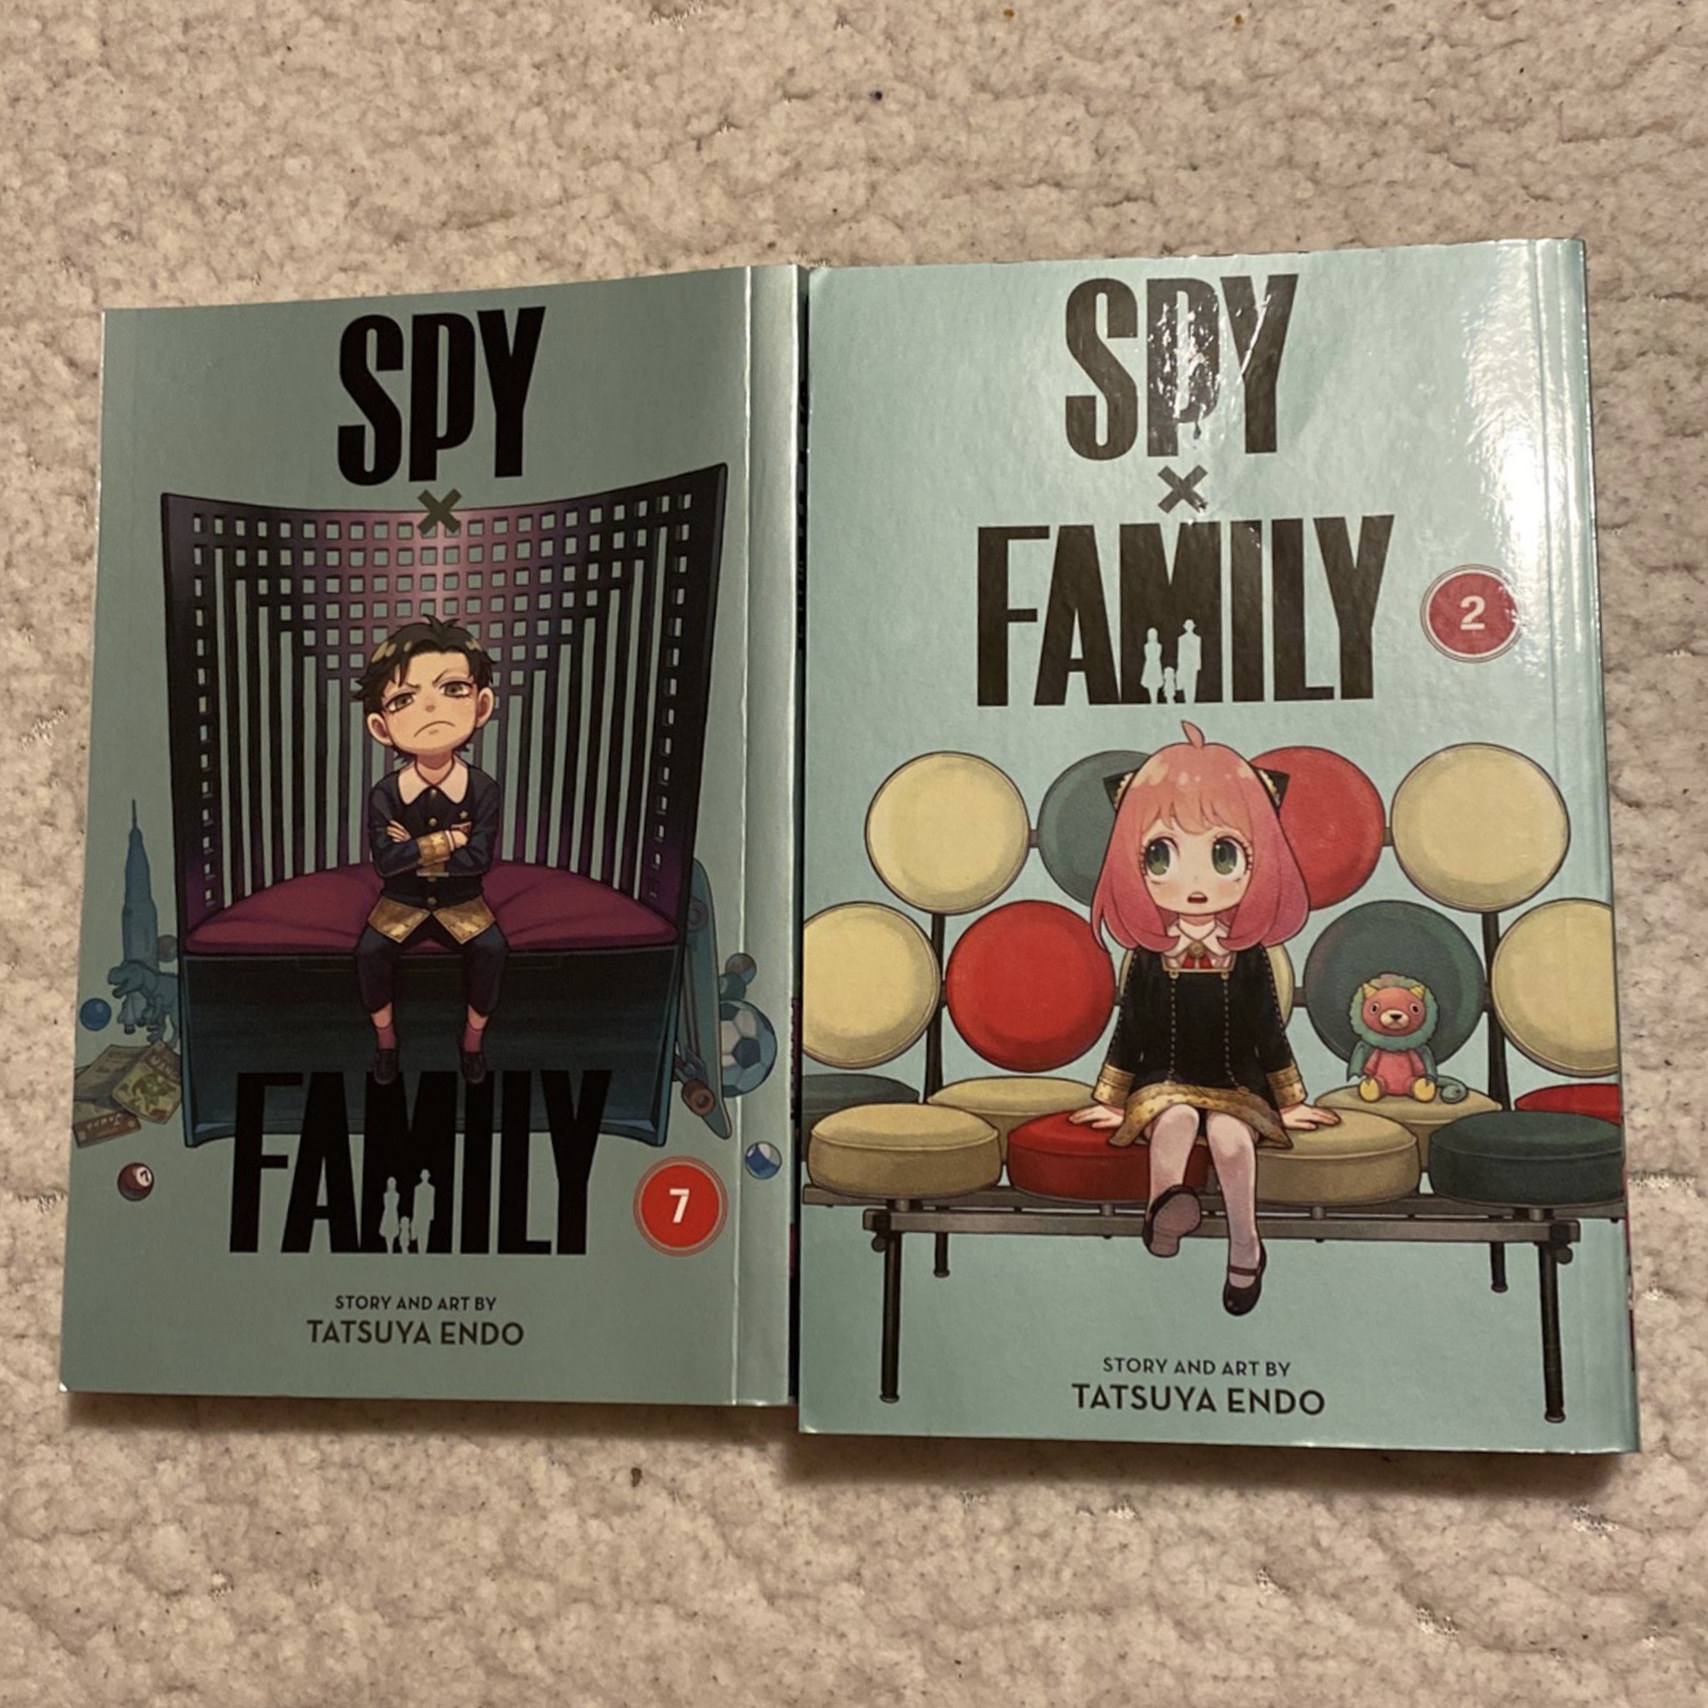 SPY
×
FAMILY
7
STORY AND ART BY
TATSUYA ENDO
SPY
×
FAMILY
2
STORY AND ART BY
TATSUYA ENDO